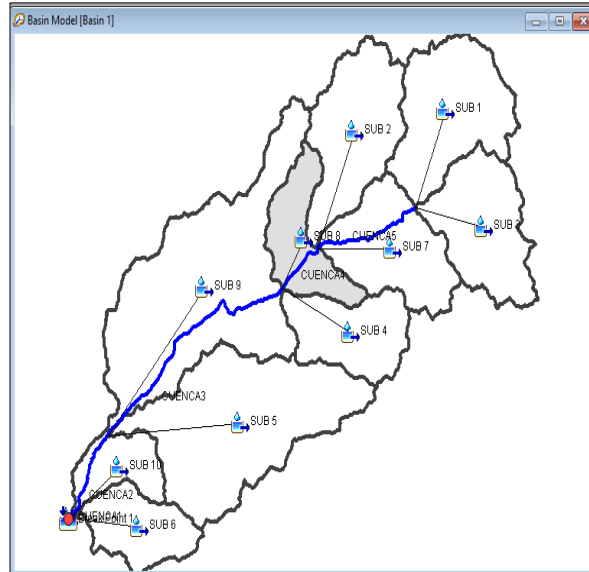 Basin Model [Basin 1]
SUB 1
SUB 2
SUB
SUB 8
CUENCA5
SUB 7
CUENCA4
SUB 9
SUB 4
CUENCA3
SUB 5
SUB 10
CUENCA2
CUENCA1
SUB 6